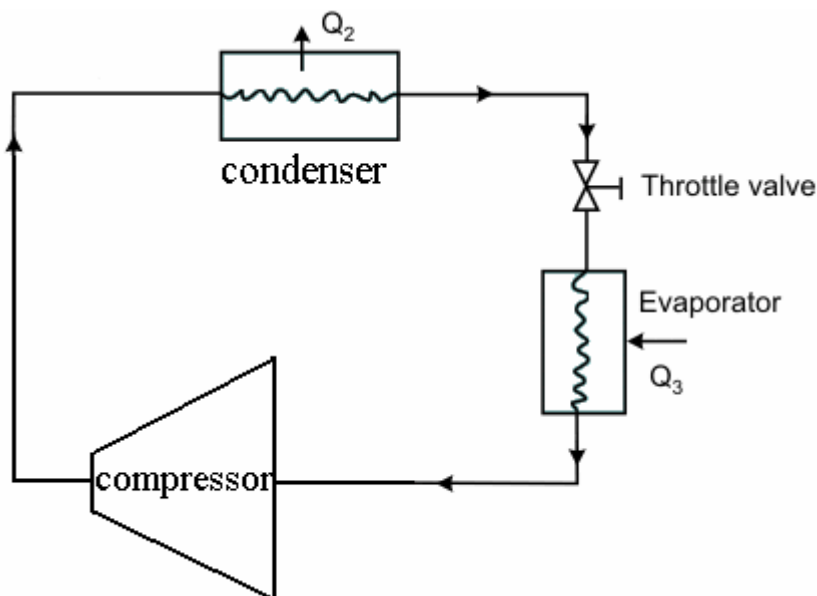 Q₂
condenser
Throttle valve
Evaporator
Q₃
compressor